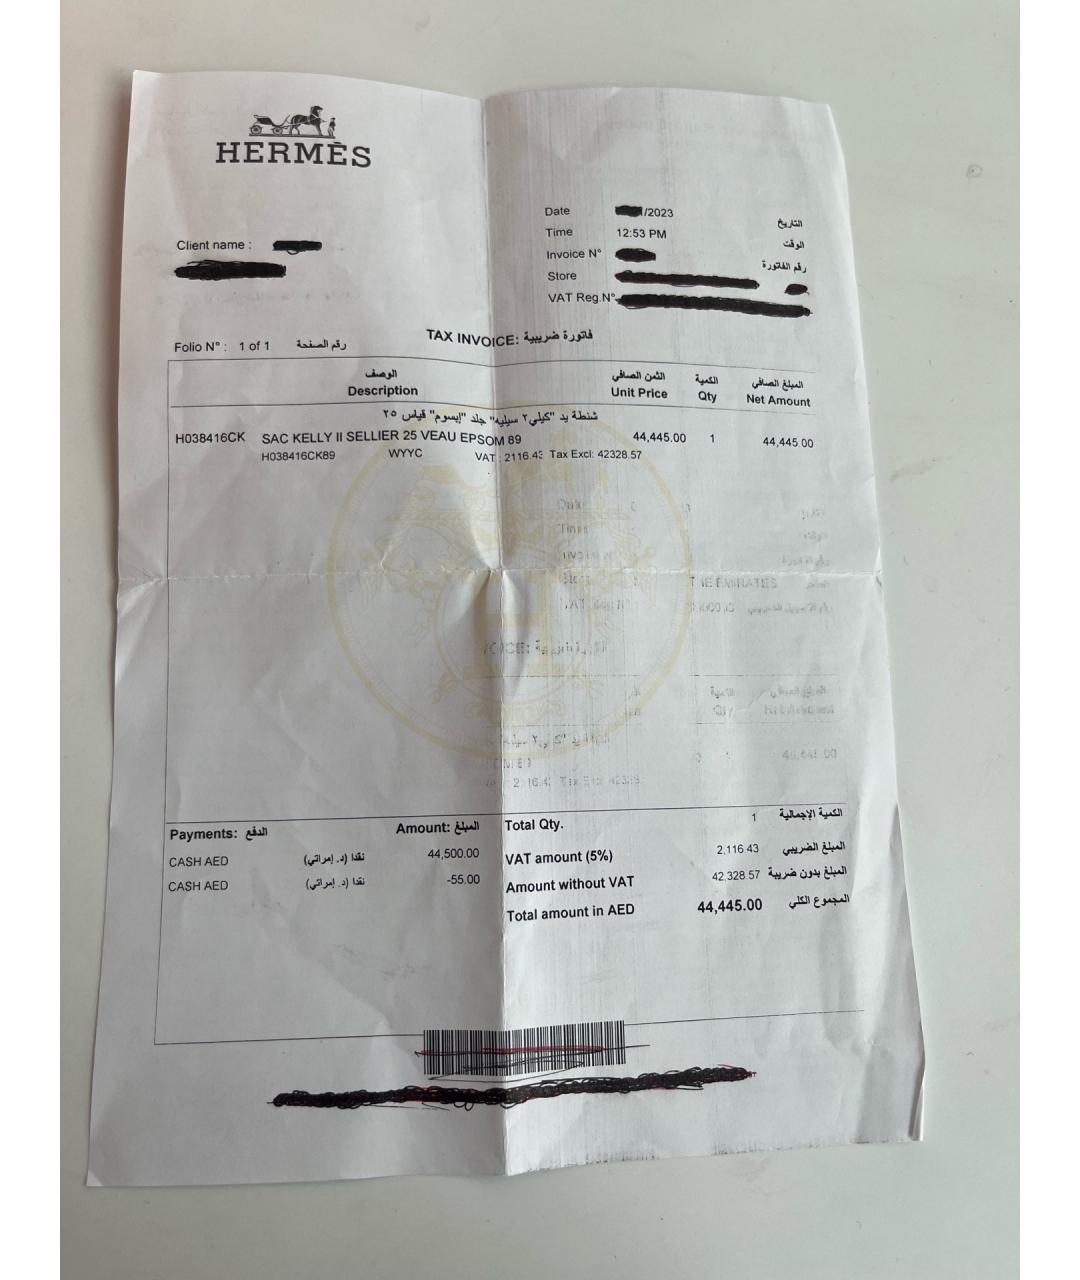 HERMÈS
Client name :
Date /2023 التاريخ
Time 12:53 PM الوقت
Invoice N° رقم الفاتورة
Store
VAT Reg.N°
TAX INVOICE: فاتورة ضريبية
Folio N° : 1 of 1 رقم الصفحة
الوصف الثمن الصافي الكمية المبلغ الصافي
Description Unit Price Qty Net Amount
شنطة يد "كيلي٢ سيليه" جلد "إبسوم" قياس ٢٥
H038416CK SAC KELLY II SELLIER 25 VEAU EPSOM 89 44,445.00 1 44,445.00
H038416CK89 WYYC VAT : 2116.43 Tax Excl: 42328.57
THE EMIRATES
Payments: الدفع Amount: المبلغ
CASH AED نقدا (د. إمراتي) 44,500.00
CASH AED نقدا (د. إمراتي) -55.00
Total Qty. 1 الكمية الإجمالية
VAT amount (5%) 2,116.43 المبلغ الضريبي
Amount without VAT 42,328.57 المبلغ بدون ضريبة
Total amount in AED 44,445.00 المجموع الكلي